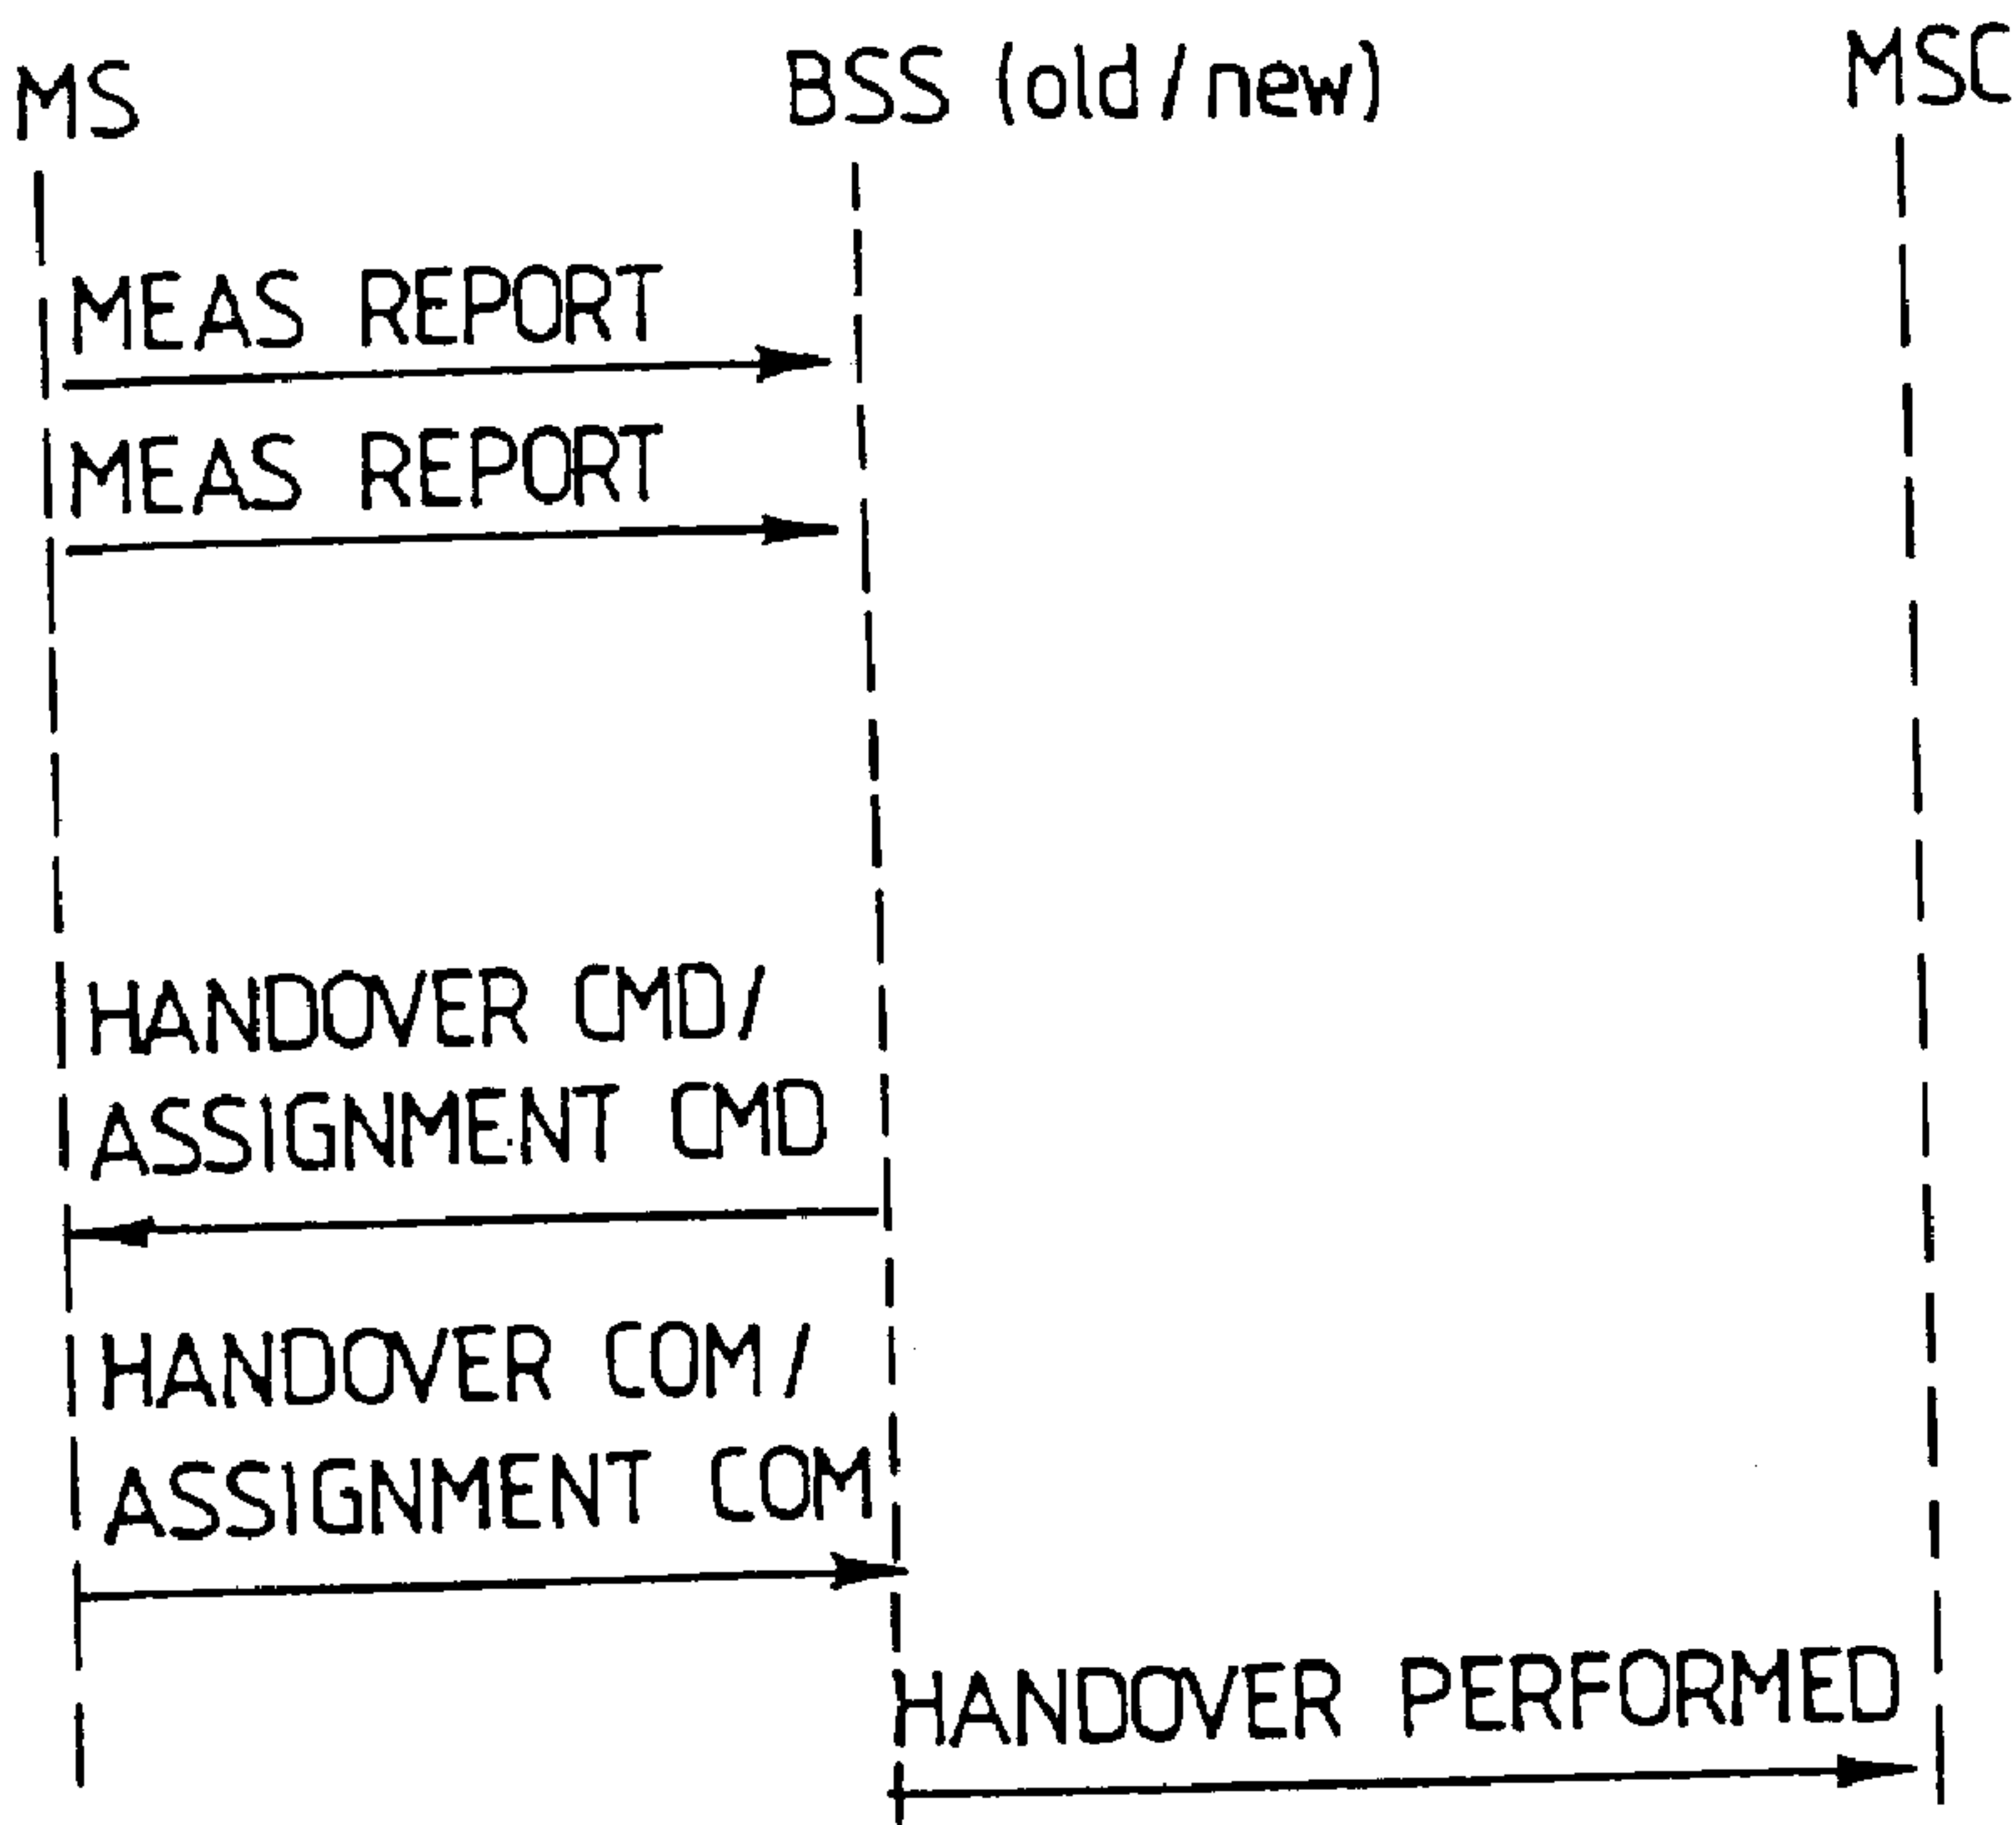 MS
BSS (old/new)
MSC
MEAS REPORT
MEAS REPORT
HANDOVER CMD/
ASSIGNMENT CMD
HANDOVER COM/
ASSIGNMENT COM
HANDOVER PERFORMED